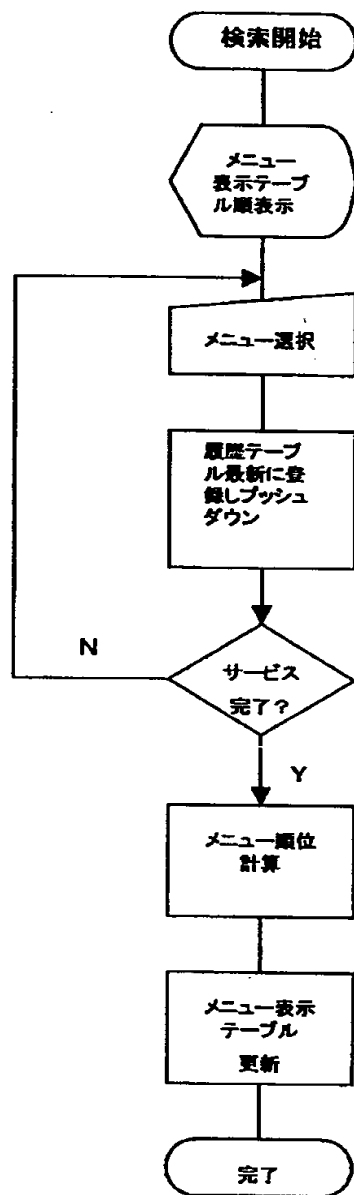 検索開始
メニュー
表示テーブ
ル順表示
メニュー選択
履歴テーブ
ル最新に登
録しプッシュ
ダウン
N
サービス
完了?
Y
メニュー順位
計算
メニュー表示
テーブル
更新
完了